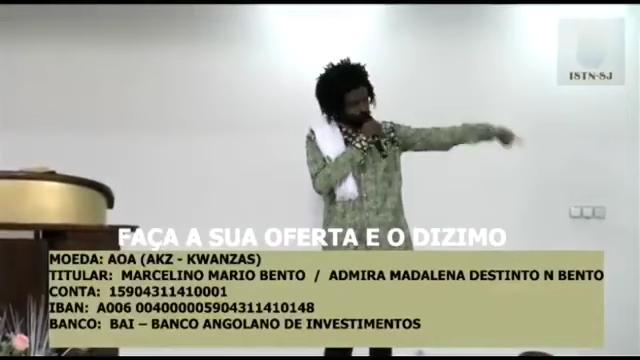 ISTN-SJ
FAÇA A SUA OFERTA E O DIZIMO
MOEDA: AOA (AKZ - KWANZAS)
TITULAR: MARCELINO MARIO BENTO / ADMIRA MADALENA DESTINTO N BENTO
CONTA: 15904311410001
IBAN: A006 004000005904311410148
BANCO: BAI – BANCO ANGOLANO DE INVESTIMENTOS